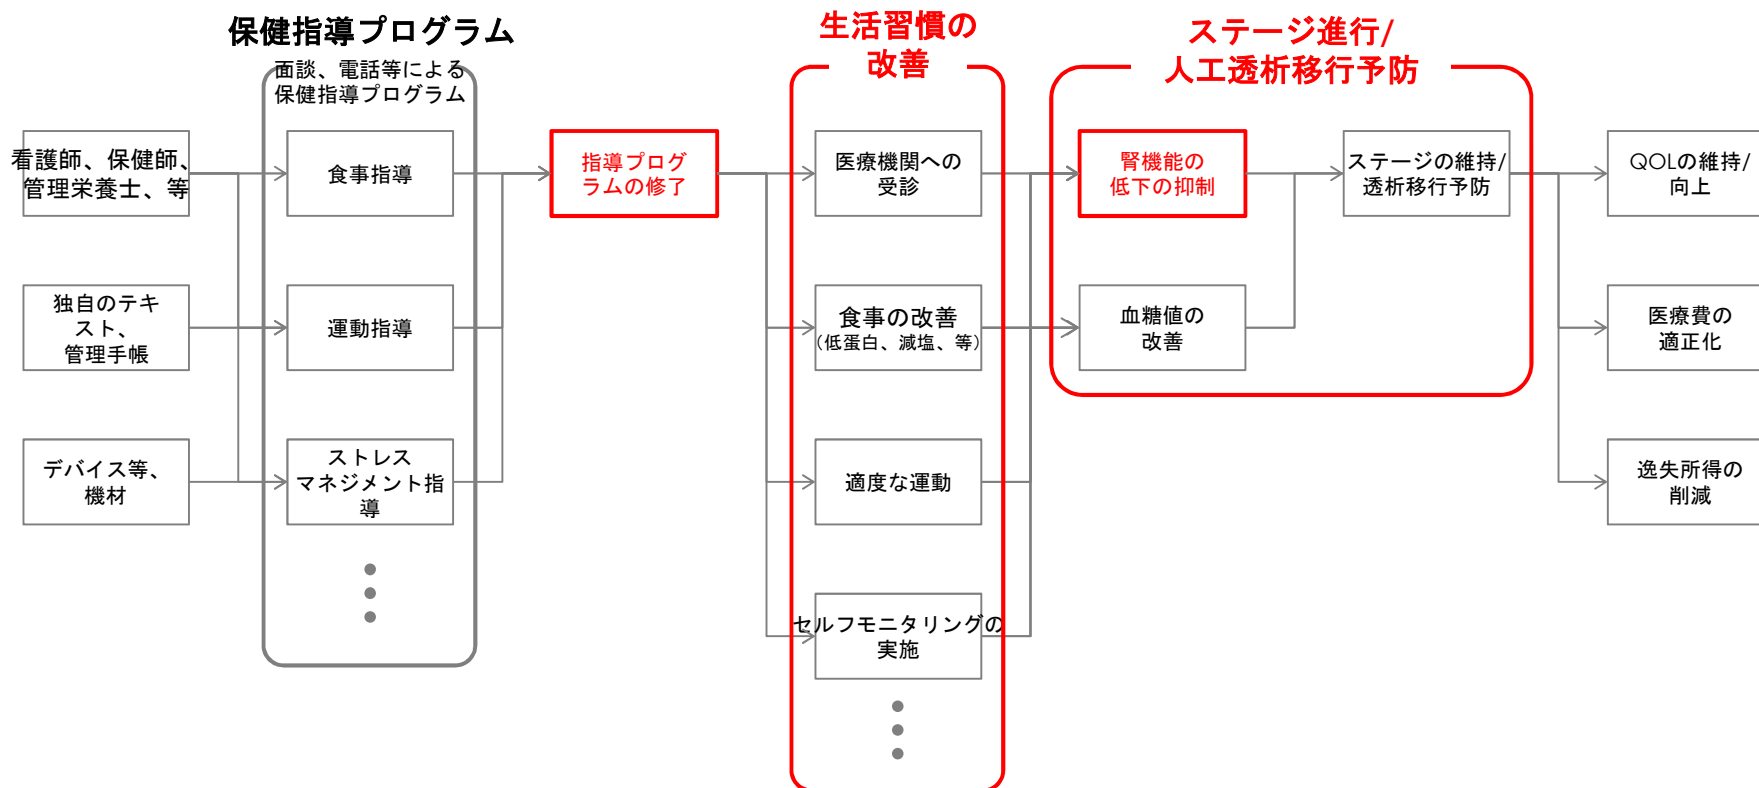 保健指導プログラム
面談、電話等による
保健指導プログラム
生活習慣の
改善
ステージ進行/
人工透析移行予防
看護師、保健師、
管理栄養士、等
独自のテキ
スト、
管理手帳
デバイス等、
機材
食事指導
運動指導
ストレス
マネジメント指
導
指導プログ
ラムの修了
医療機関への
受診
食事の改善
(低蛋白、減塩、等)
適度な運動
セルフモニタリングの
実施
腎機能の
低下の抑制
血糖値の
改善
ステージの維持/
透析移行予防
QOLの維持/
向上
医療費の
適正化
逸失所得の
削減